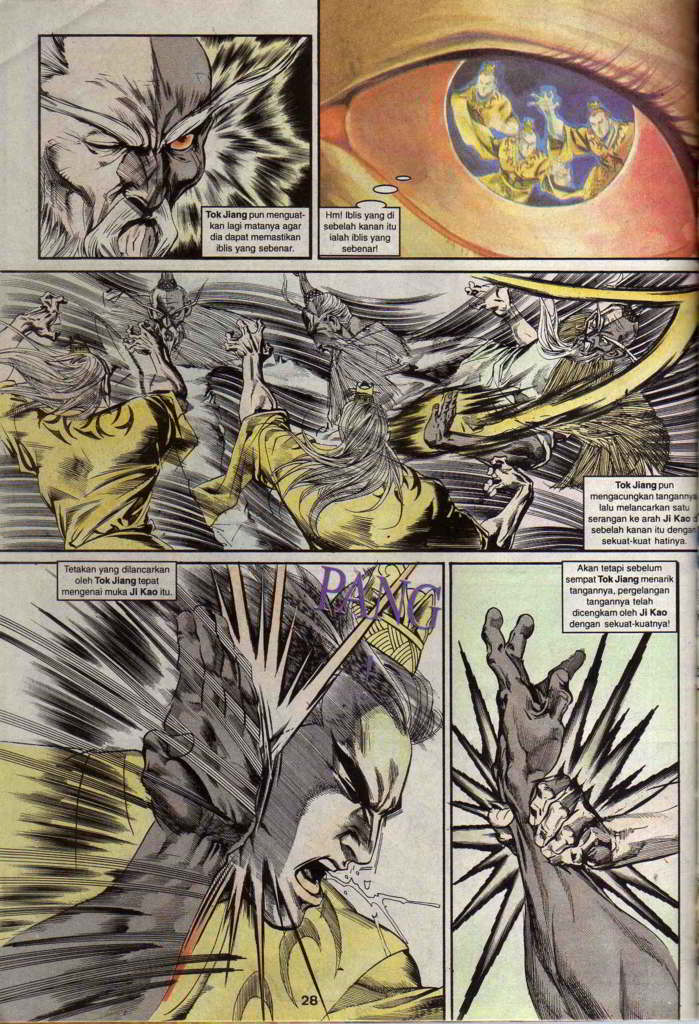 Tok Jiang pun menguat-
kan lagi matanya agar
dia dapat memastikan
iblis yang sebenar.
Hm! Iblis yang di
sebelah kanan itu
ialah iblis yang
sebenar!
Tok Jiang pun
mengacungkan tangannya
lalu melancarkan satu
serangan ke arah Ji Kao
sebelah kanan itu dengan
sekuat-kuat hatinya.
Tetakan yang dilancarkan
oleh Tok Jiang tepat
mengenai muka Ji Kao itu.
PANG
!
Akan tetapi sebelum
sempat Tok Jiang menarik
tangannya, pergelangan
tangannya telah
dicengkam oleh Ji Kao
dengan sekuat-kuatnya!
28